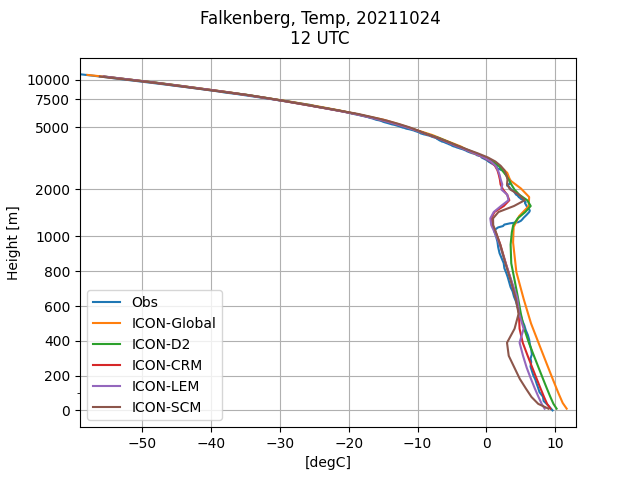 Falkenberg, Temp, 20211024
12 UTC
Height [m]
10000
7500
5000
2000
1000
800
600
400
200
0
Obs
ICON-Global
ICON-D2
ICON-CRM
ICON-LEM
ICON-SCM
−50 −40 −30 −20 −10 0 10
[degC]